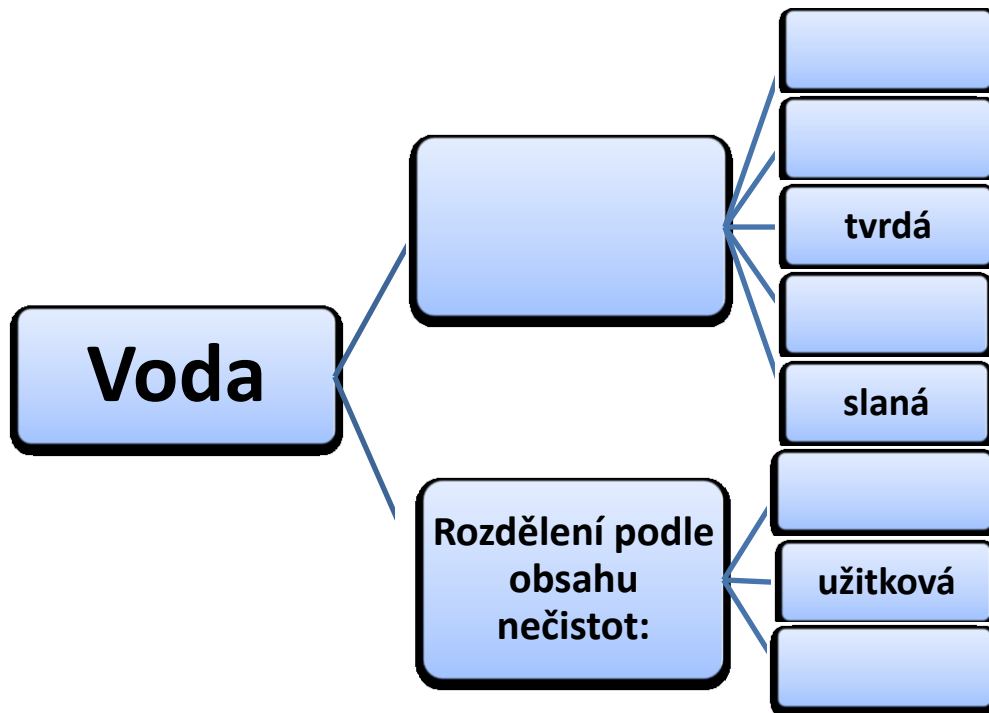 Voda
tvrdá
slaná
Rozdělení podle
obsahu
nečistot:
užitková